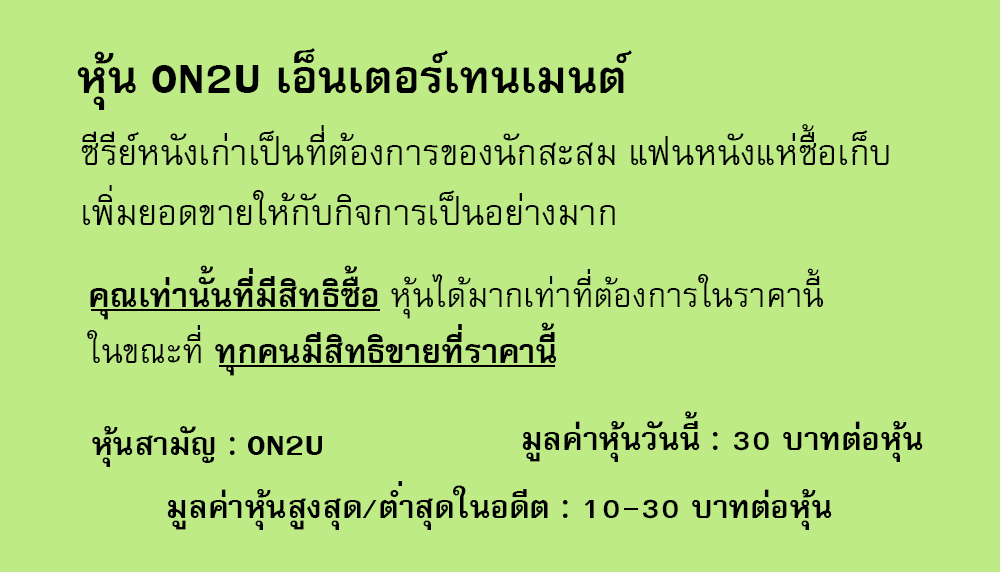 หุ้น ON2U เอ็นเตอร์เทนเมนต์
ซีรีย์หนังเก่าเป็นที่ต้องการของนักสะสม แฟนหนังแห่ซื้อเก็บ
เพิ่มยอดขายให้กับกิจการเป็นอย่างมาก
คุณเท่านั้นที่มีสิทธิซื้อ หุ้นได้มากเท่าที่ต้องการในราคานี้
ในขณะที่ ทุกคนมีสิทธิขายที่ราคานี้
หุ้นสามัญ : ON2U
มูลค่าหุ้นวันนี้ : 30 บาทต่อหุ้น
มูลค่าหุ้นสูงสุด/ต่ำสุดในอดีต : 10-30 บาทต่อหุ้น